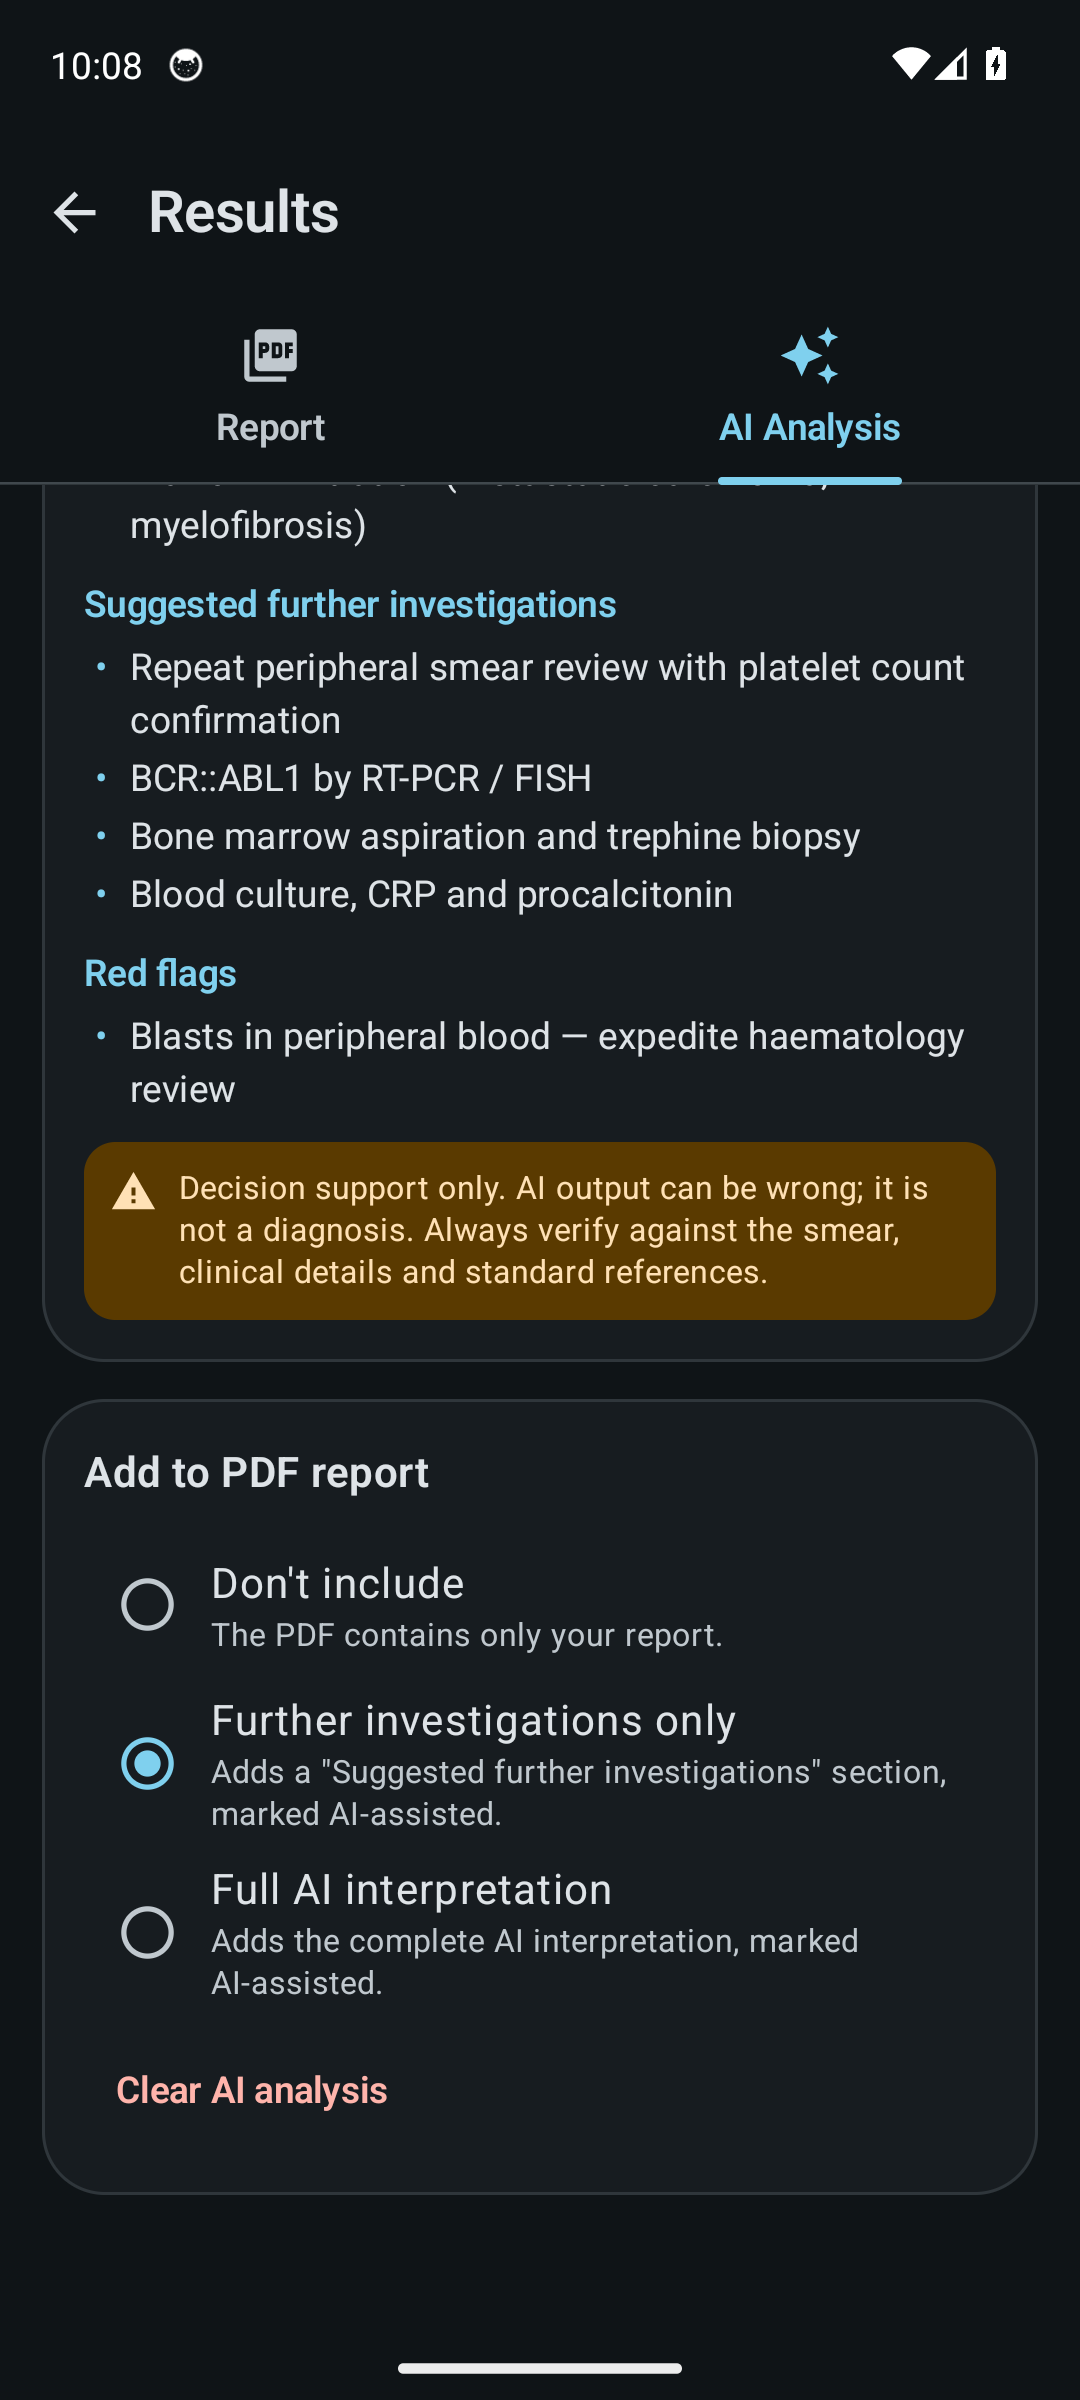 10:08
Results
PDF
Report
AI Analysis
myelofibrosis)
Suggested further investigations
• Repeat peripheral smear review with platelet count
confirmation
• BCR::ABL1 by RT-PCR / FISH
• Bone marrow aspiration and trephine biopsy
• Blood culture, CRP and procalcitonin
Red flags
• Blasts in peripheral blood — expedite haematology
review
Decision support only. AI output can be wrong; it is
not a diagnosis. Always verify against the smear,
clinical details and standard references.
Add to PDF report
Don't include
The PDF contains only your report.
Further investigations only
Adds a "Suggested further investigations" section,
marked AI-assisted.
Full AI interpretation
Adds the complete AI interpretation, marked
AI-assisted.
Clear AI analysis